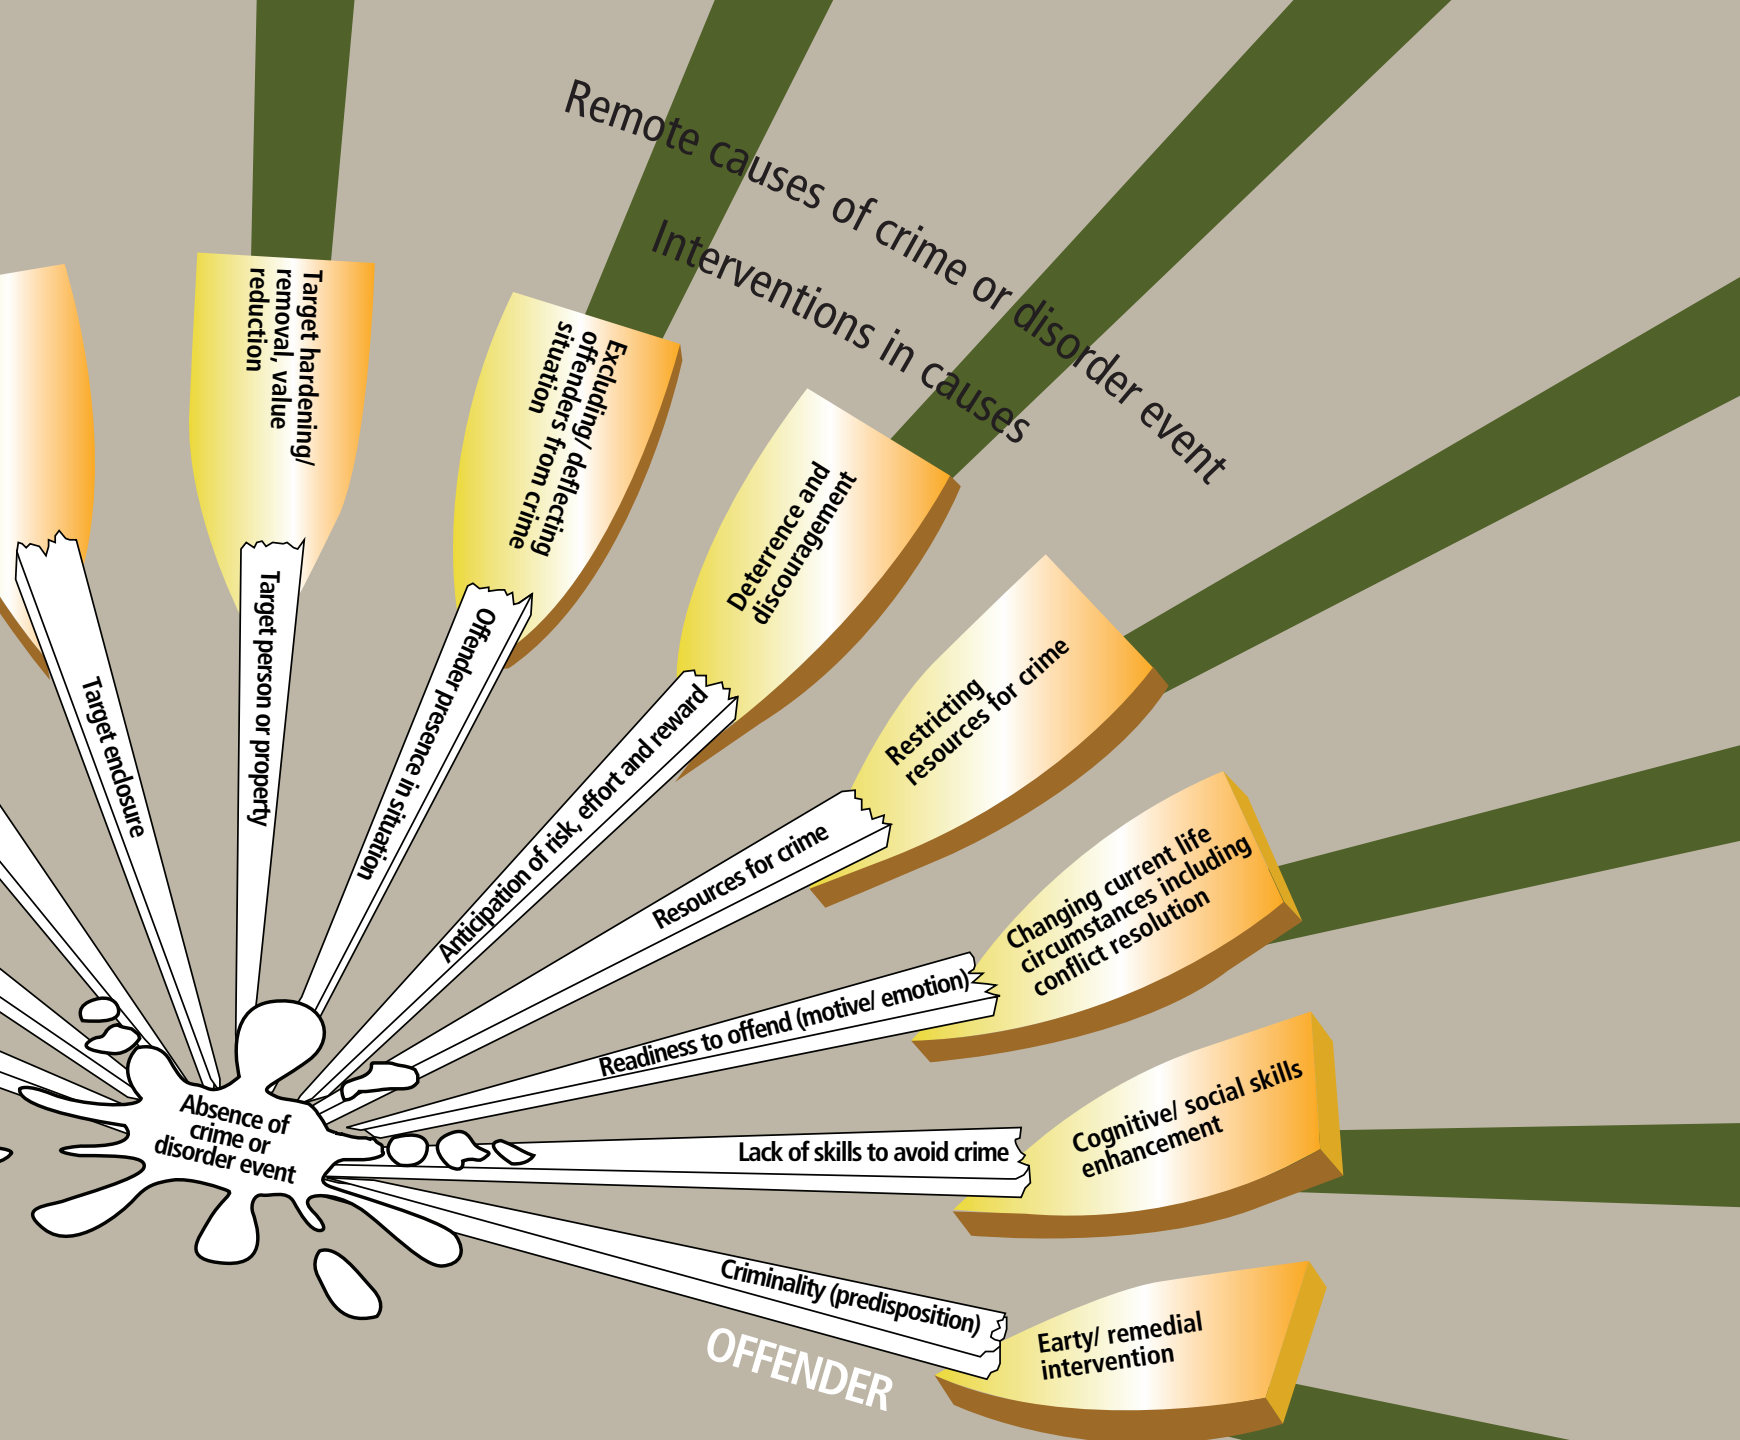 Remote causes of crime or disorder event
Interventions in causes
Target hardening/
removal, value
reduction
Excluding/ deflecting
offenders from crime
situation
Deterrence and
discouragement
Restricting
resources for crime
Changing current life
circumstances including
conflict resolution
Cognitive/ social skills
enhancement
Earty/ remedial
intervention
Target enclosure
Target person or property
Offender presence in situation
Anticipation of risk, effort and reward
Resources for crime
Readiness to offend (motive/ emotion)
Lack of skills to avoid crime
Criminality (predisposition)
Absence of
crime or
disorder event
OFFENDER